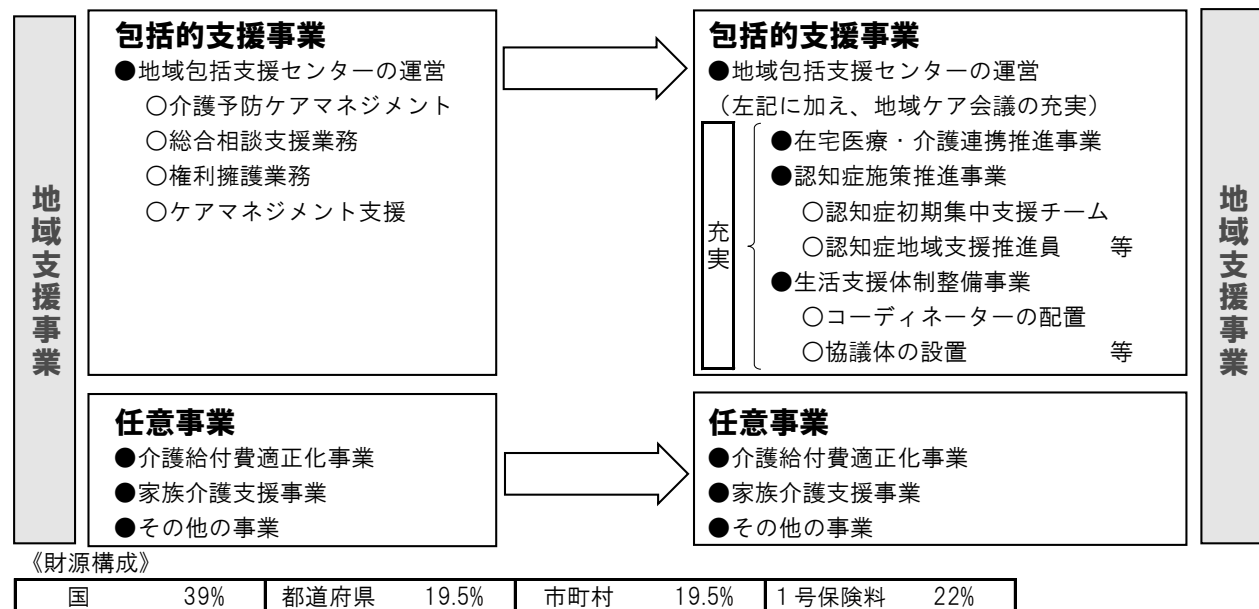 地域支援事業
包括的支援事業
●地域包括支援センターの運営
○介護予防ケアマネジメント
○総合相談支援業務
○権利擁護業務
○ケアマネジメント支援
任意事業
●介護給付費適正化事業
●家族介護支援事業
●その他の事業
包括的支援事業
●地域包括支援センターの運営
（左記に加え、地域ケア会議の充実）
充実
●在宅医療・介護連携推進事業
●認知症施策推進事業
○認知症初期集中支援チーム
○認知症地域支援推進員 等
●生活支援体制整備事業
○コーディネーターの配置
○協議体の設置 等
任意事業
●介護給付費適正化事業
●家族介護支援事業
●その他の事業
地域支援事業
《財源構成》
国 39% 都道府県 19.5% 市町村 19.5% 1号保険料 22%